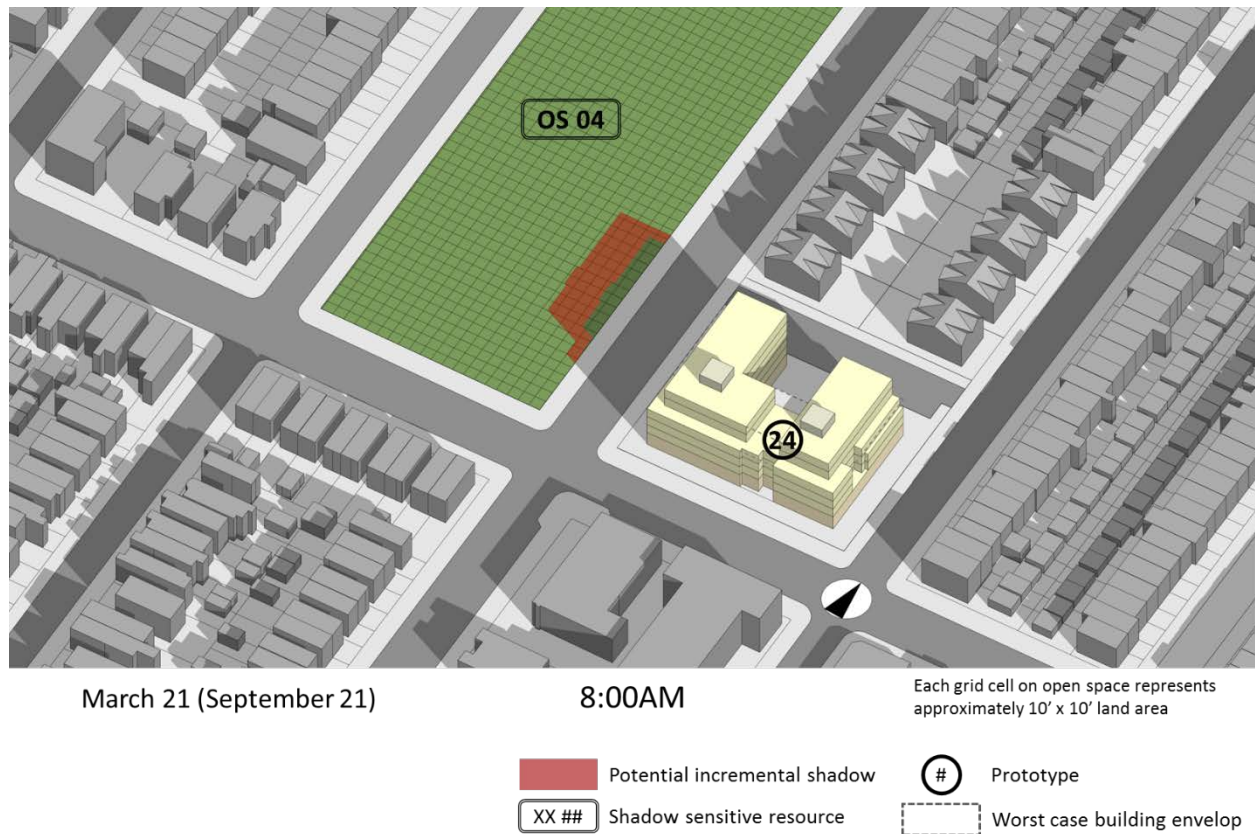 OS 04
24
March 21 (September 21)
8:00AM
Each grid cell on open space represents
approximately 10’ x 10’ land area
Potential incremental shadow
# Prototype
XX ## Shadow sensitive resource
Worst case building envelop